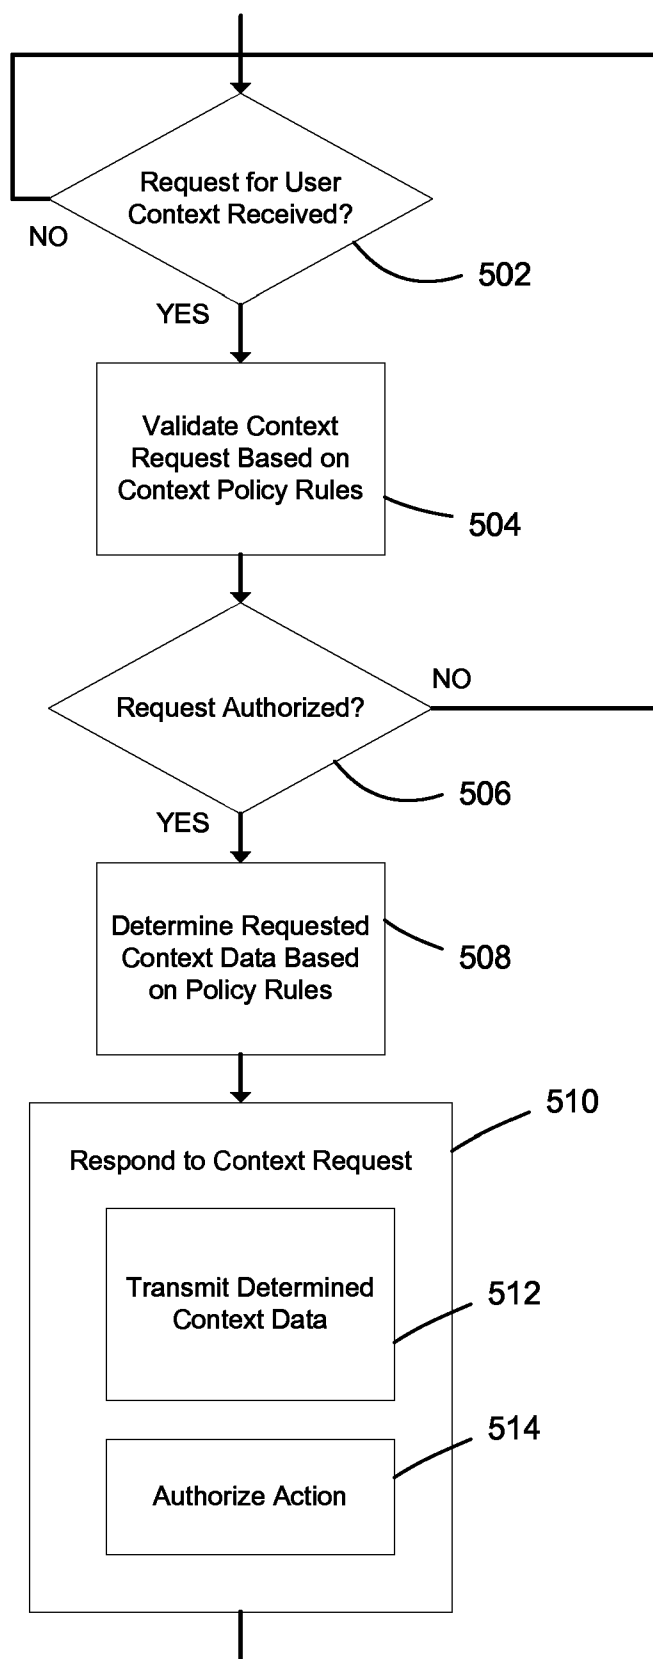 Request for User
Context Received?
NO
502
YES
Validate Context
Request Based on
Context Policy Rules
504
NO
Request Authorized?
506
YES
Determine Requested
Context Data Based
on Policy Rules
508
510
Respond to Context Request
Transmit Determined
Context Data
512
514
Authorize Action